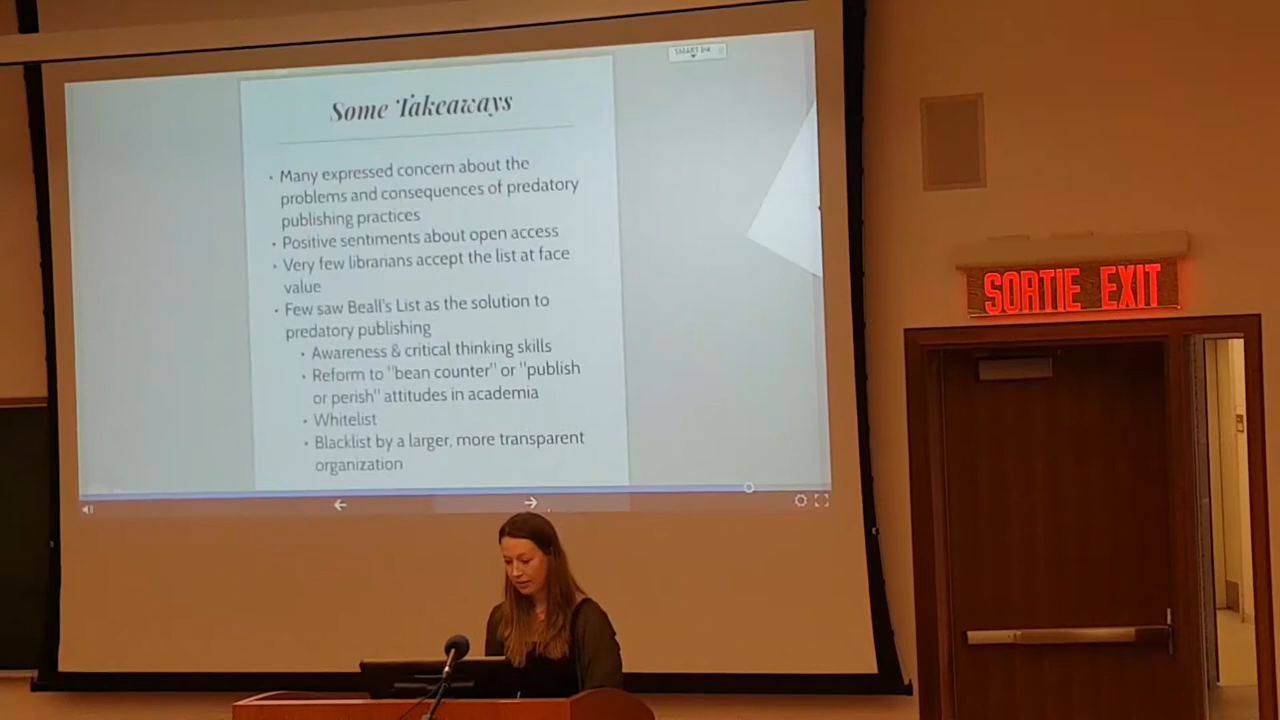 SMART Ink
Some Takeaways
• Many expressed concern about the
problems and consequences of predatory
publishing practices
• Positive sentiments about open access
• Very few librarians accept the list at face
value
• Few saw Beall's List as the solution to
predatory publishing
• Awareness & critical thinking skills
• Reform to "bean counter" or "publish
or perish" attitudes in academia
• Whitelist
• Blacklist by a larger, more transparent
organization
SORTIE EXIT